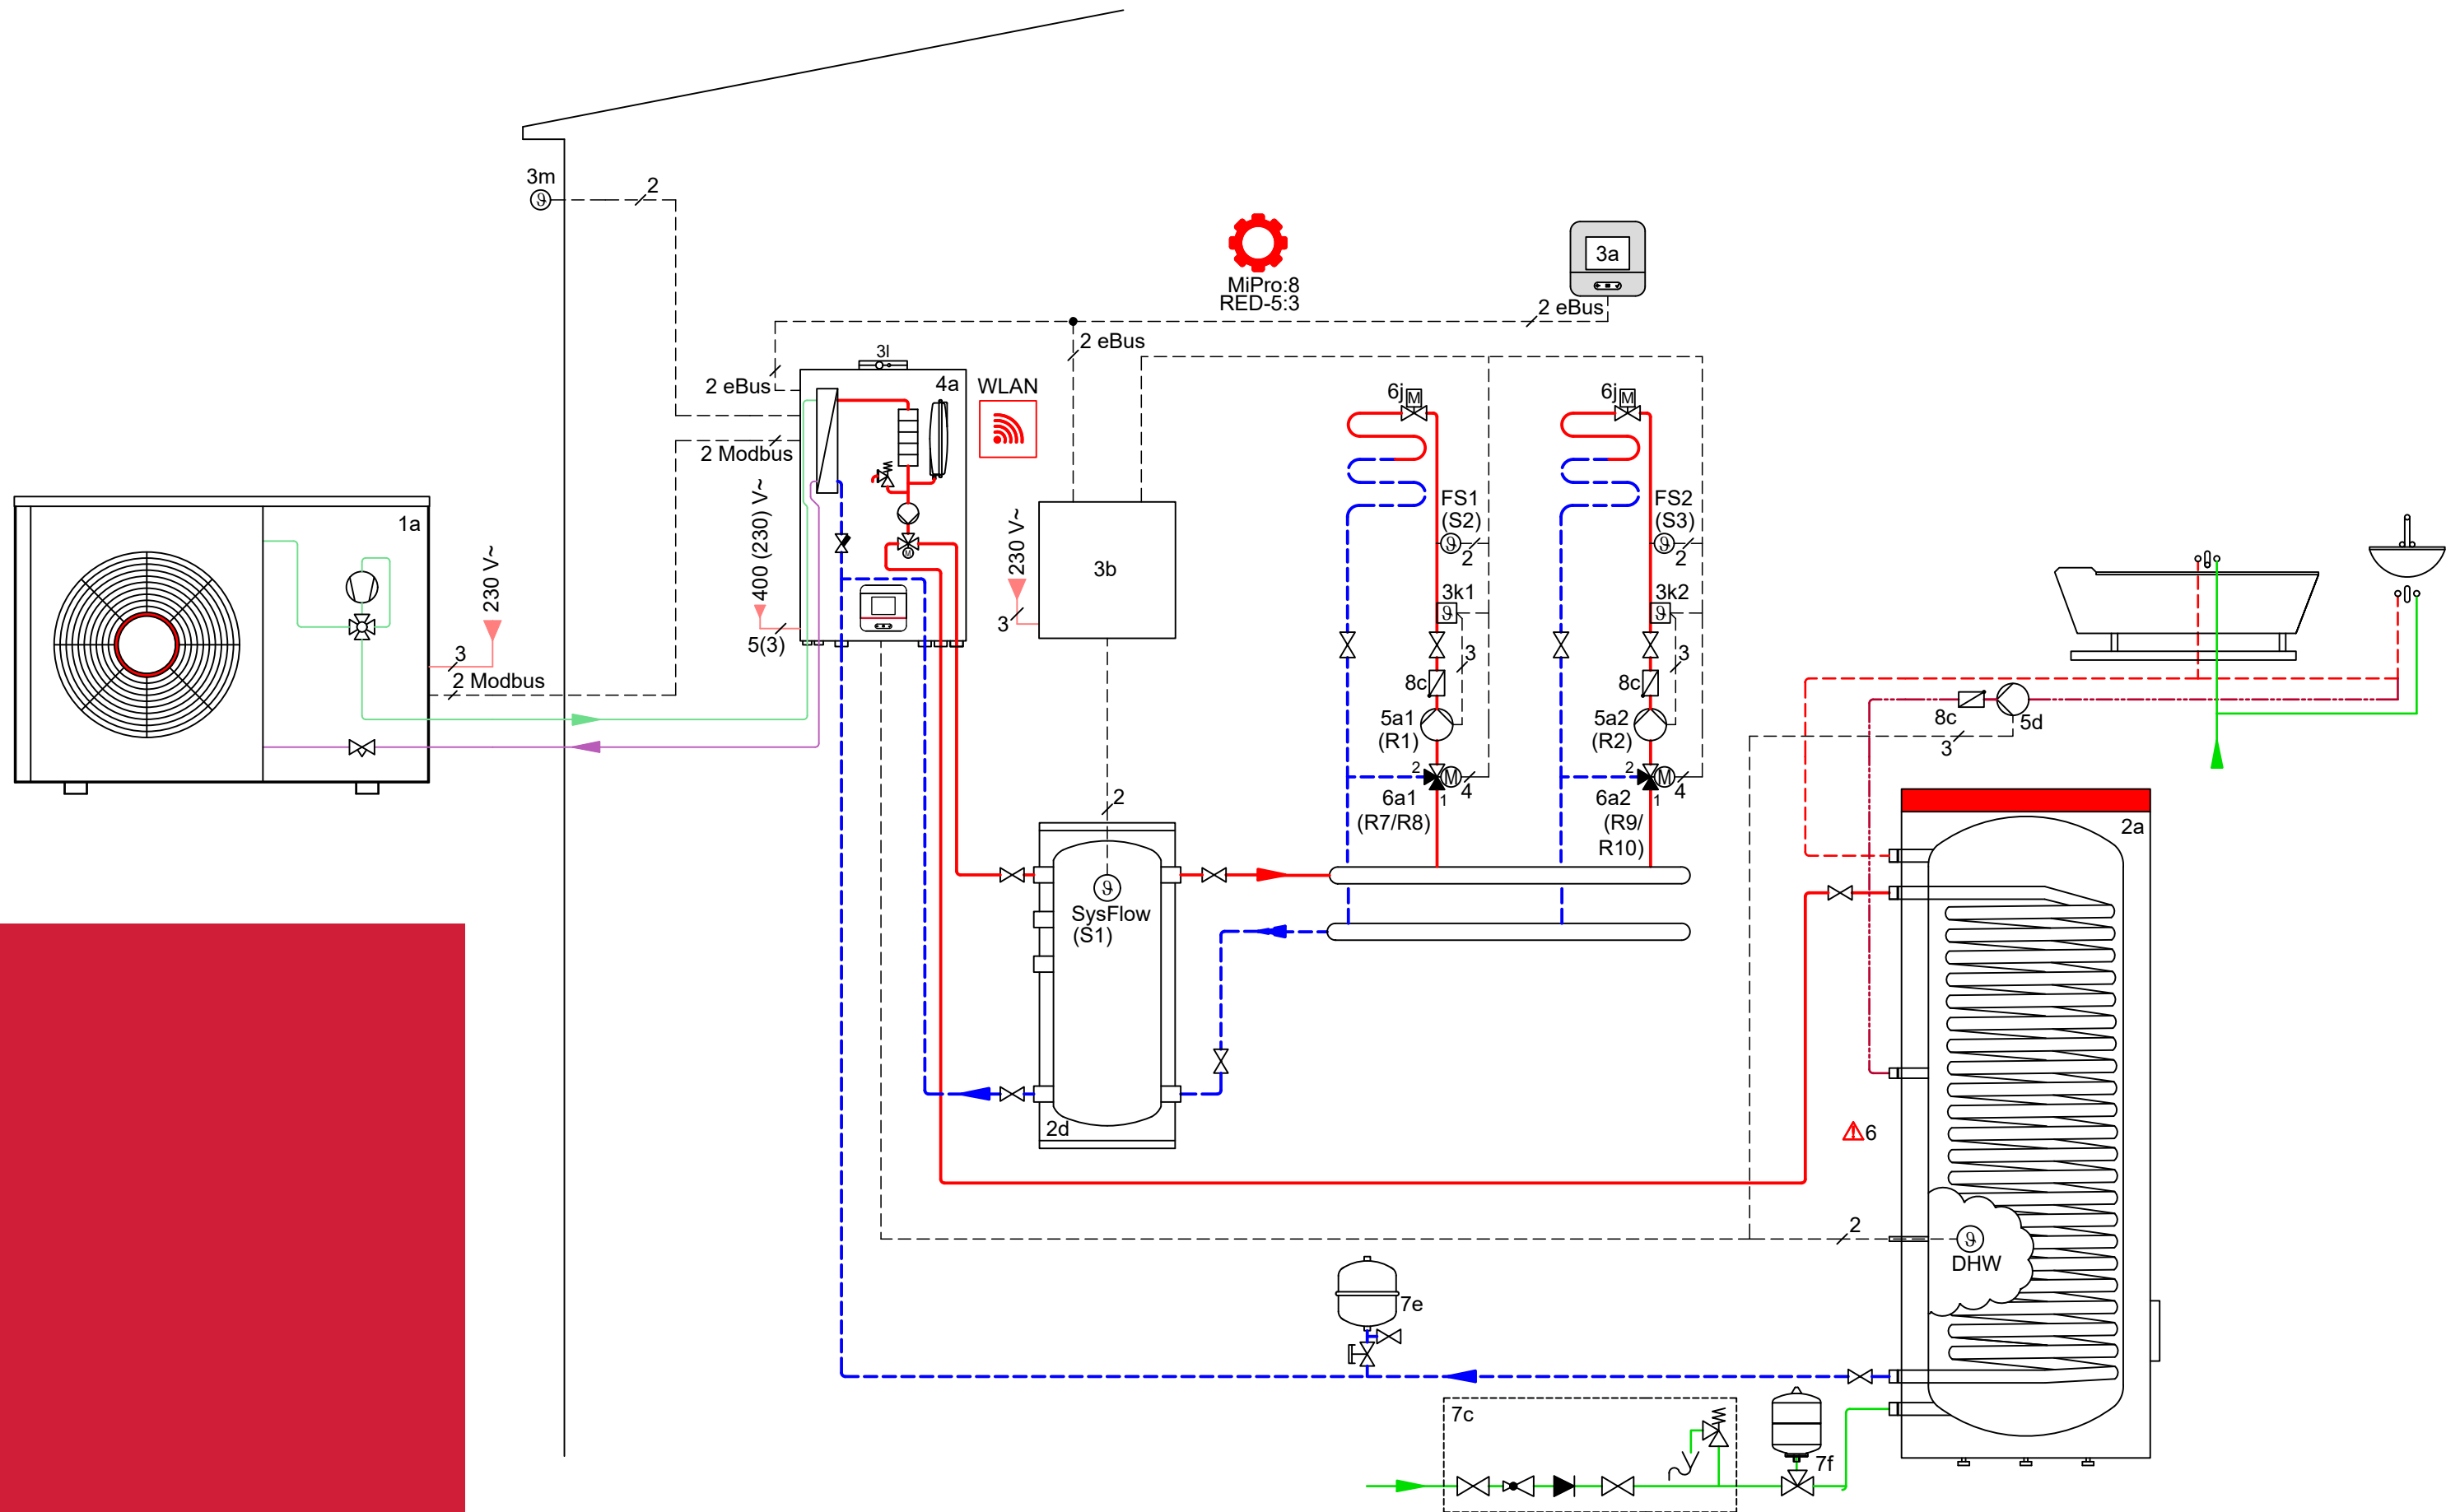 3m
2
MiPro:8
RED-5:3
3a
2 eBus
2 eBus
2 eBus
3l
4a
WLAN
2 Modbus
400 (230) V~
5(3)
1a
230 V~
3
2 Modbus
230 V~
3
3b
6j
M
6j
M
FS1
(S2)
2
FS2
(S3)
2
3k1
3k2
3
3
8c
8c
5a1
(R1)
5a2
(R2)
2
M
4
1
6a1
(R7/R8)
2
M
4
1
6a2
(R9/
R10)
8c
5d
3
2
SysFlow
(S1)
2d
2a
6
2
DHW
7e
7c
7f
M